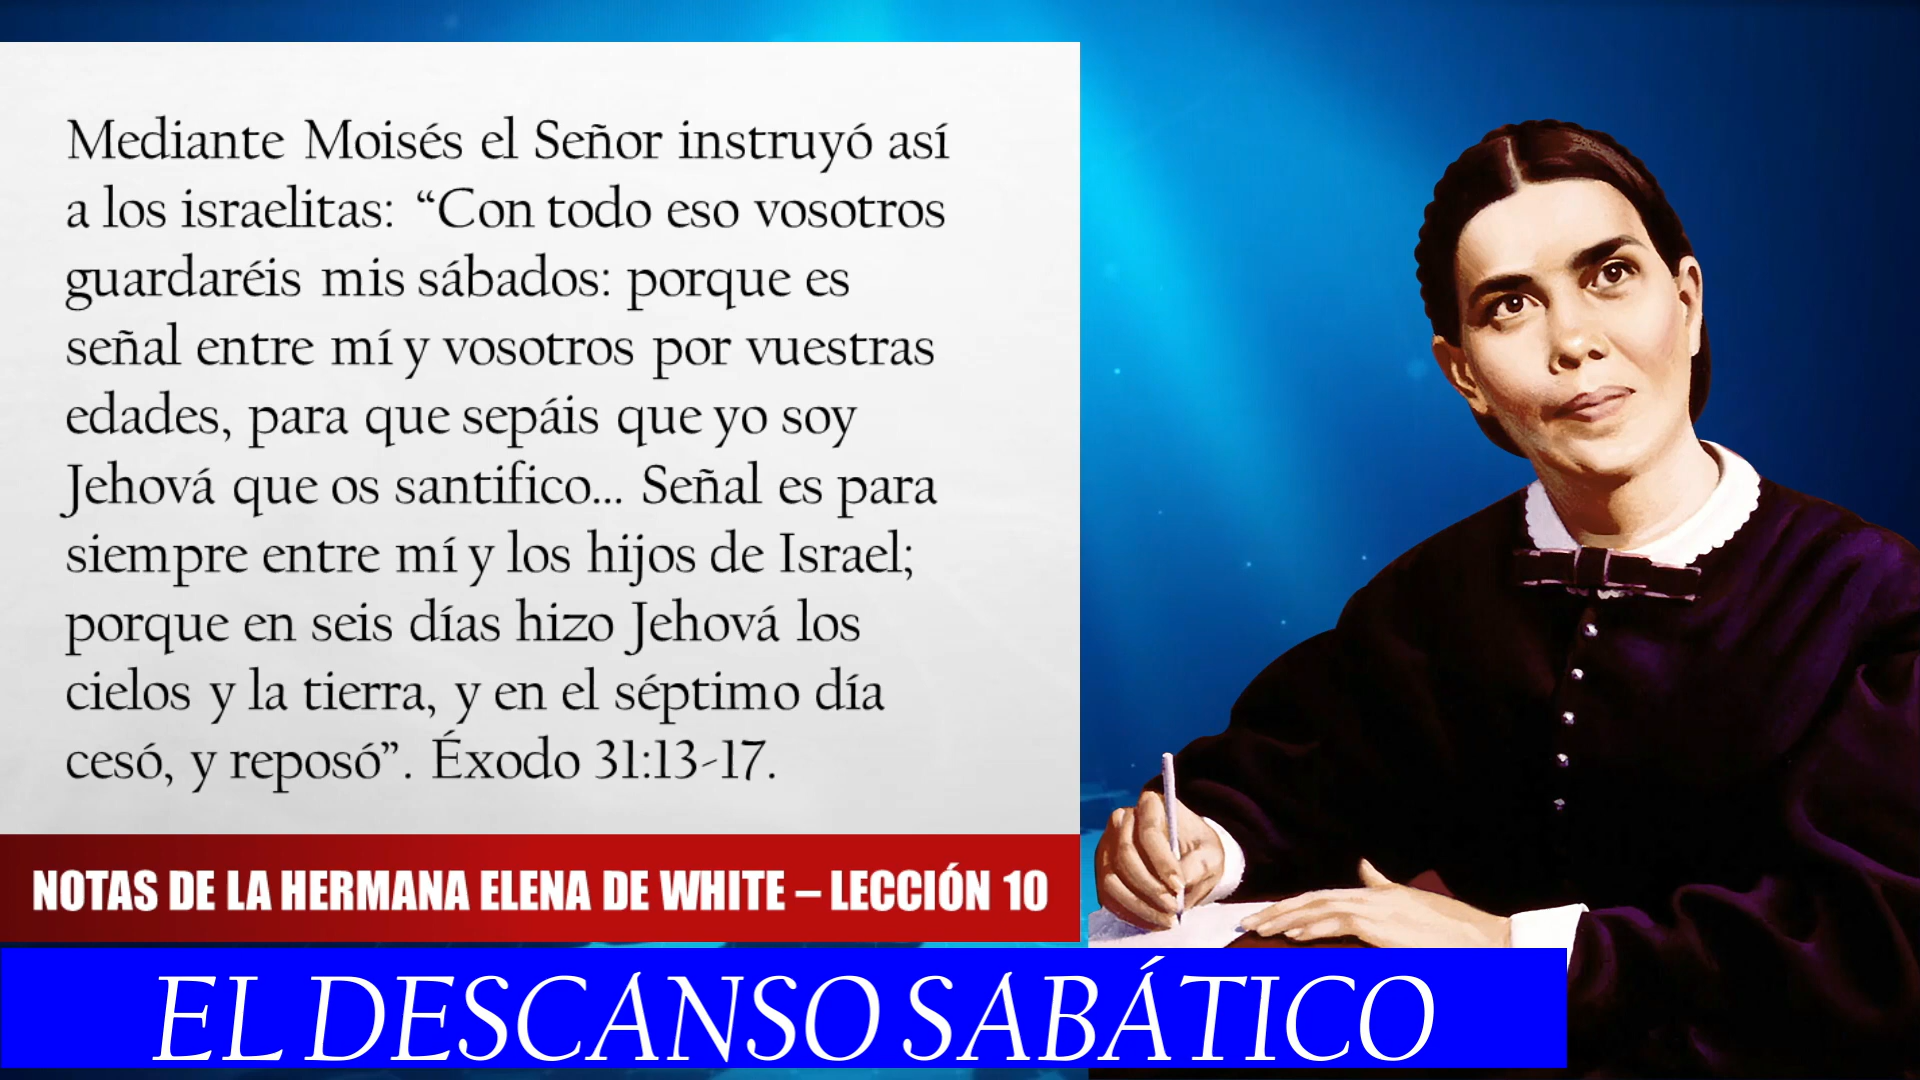 Mediante Moisés el Señor instruyó así
a los israelitas: “Con todo eso vosotros
guardaréis mis sábados: porque es
señal entre mí y vosotros por vuestras
edades, para que sepáis que yo soy
Jehová que os santifico... Señal es para
siempre entre mí y los hijos de Israel;
porque en seis días hizo Jehová los
cielos y la tierra, y en el séptimo día
cesó, y reposó”. Éxodo 31:13-17.
NOTAS DE LA HERMANA ELENA DE WHITE – LECCIÓN 10
EL DESCANSO SABÁTICO